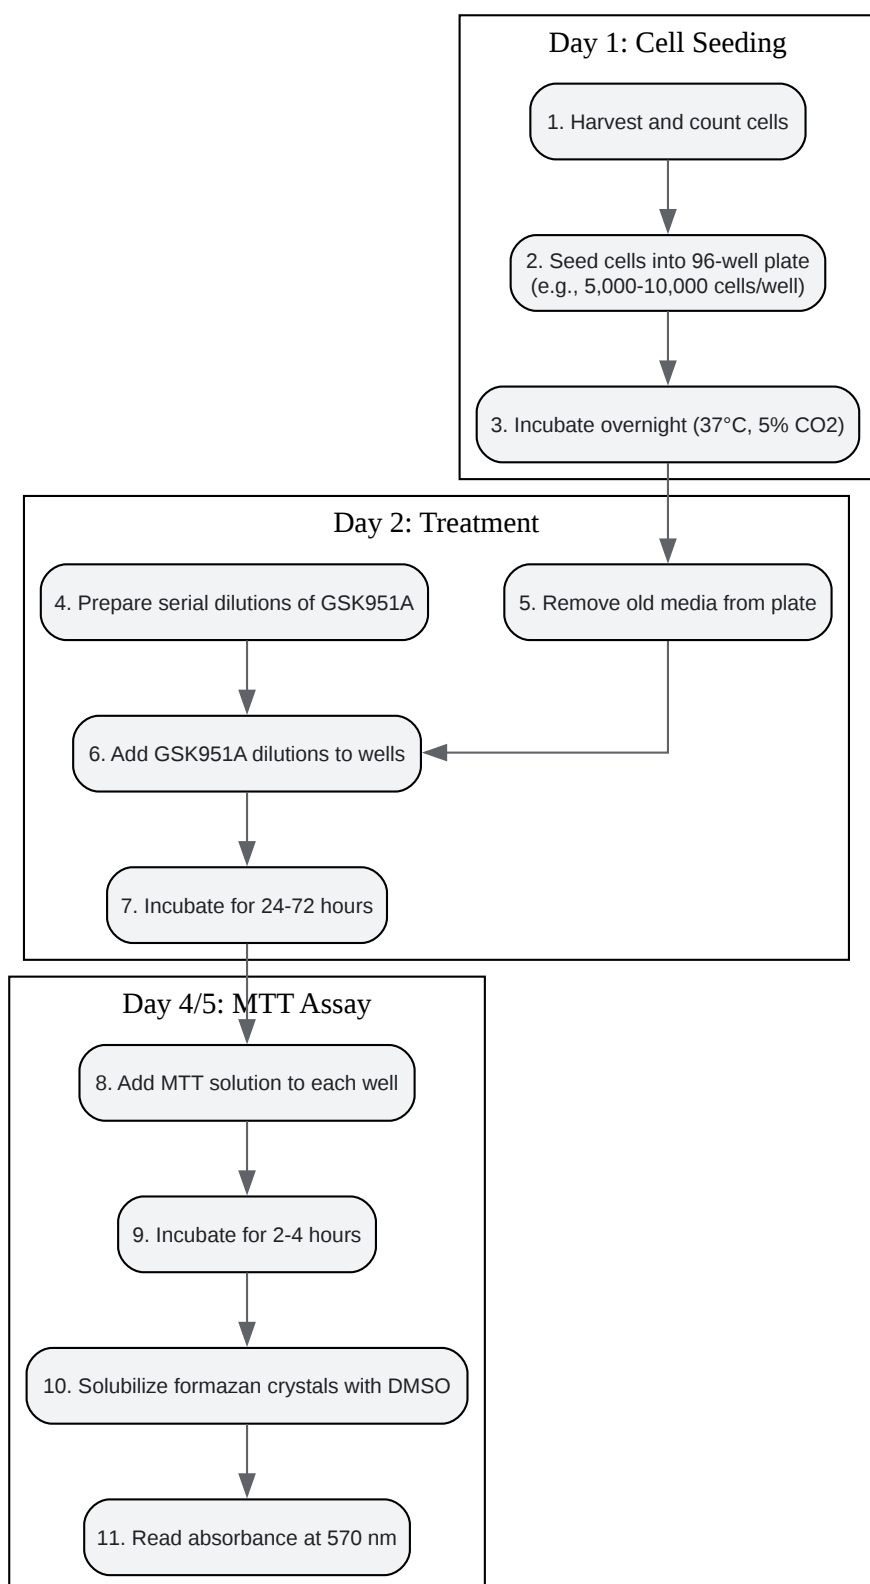 Day 1: Cell Seeding
1. Harvest and count cells
2. Seed cells into 96-well plate
(e.g., 5,000-10,000 cells/well)
3. Incubate overnight (37°C, 5% CO2)
Day 2: Treatment
4. Prepare serial dilutions of GSK951A
5. Remove old media from plate
6. Add GSK951A dilutions to wells
7. Incubate for 24-72 hours
Day 4/5: MTT Assay
8. Add MTT solution to each well
9. Incubate for 2-4 hours
10. Solubilize formazan crystals with DMSO
11. Read absorbance at 570 nm